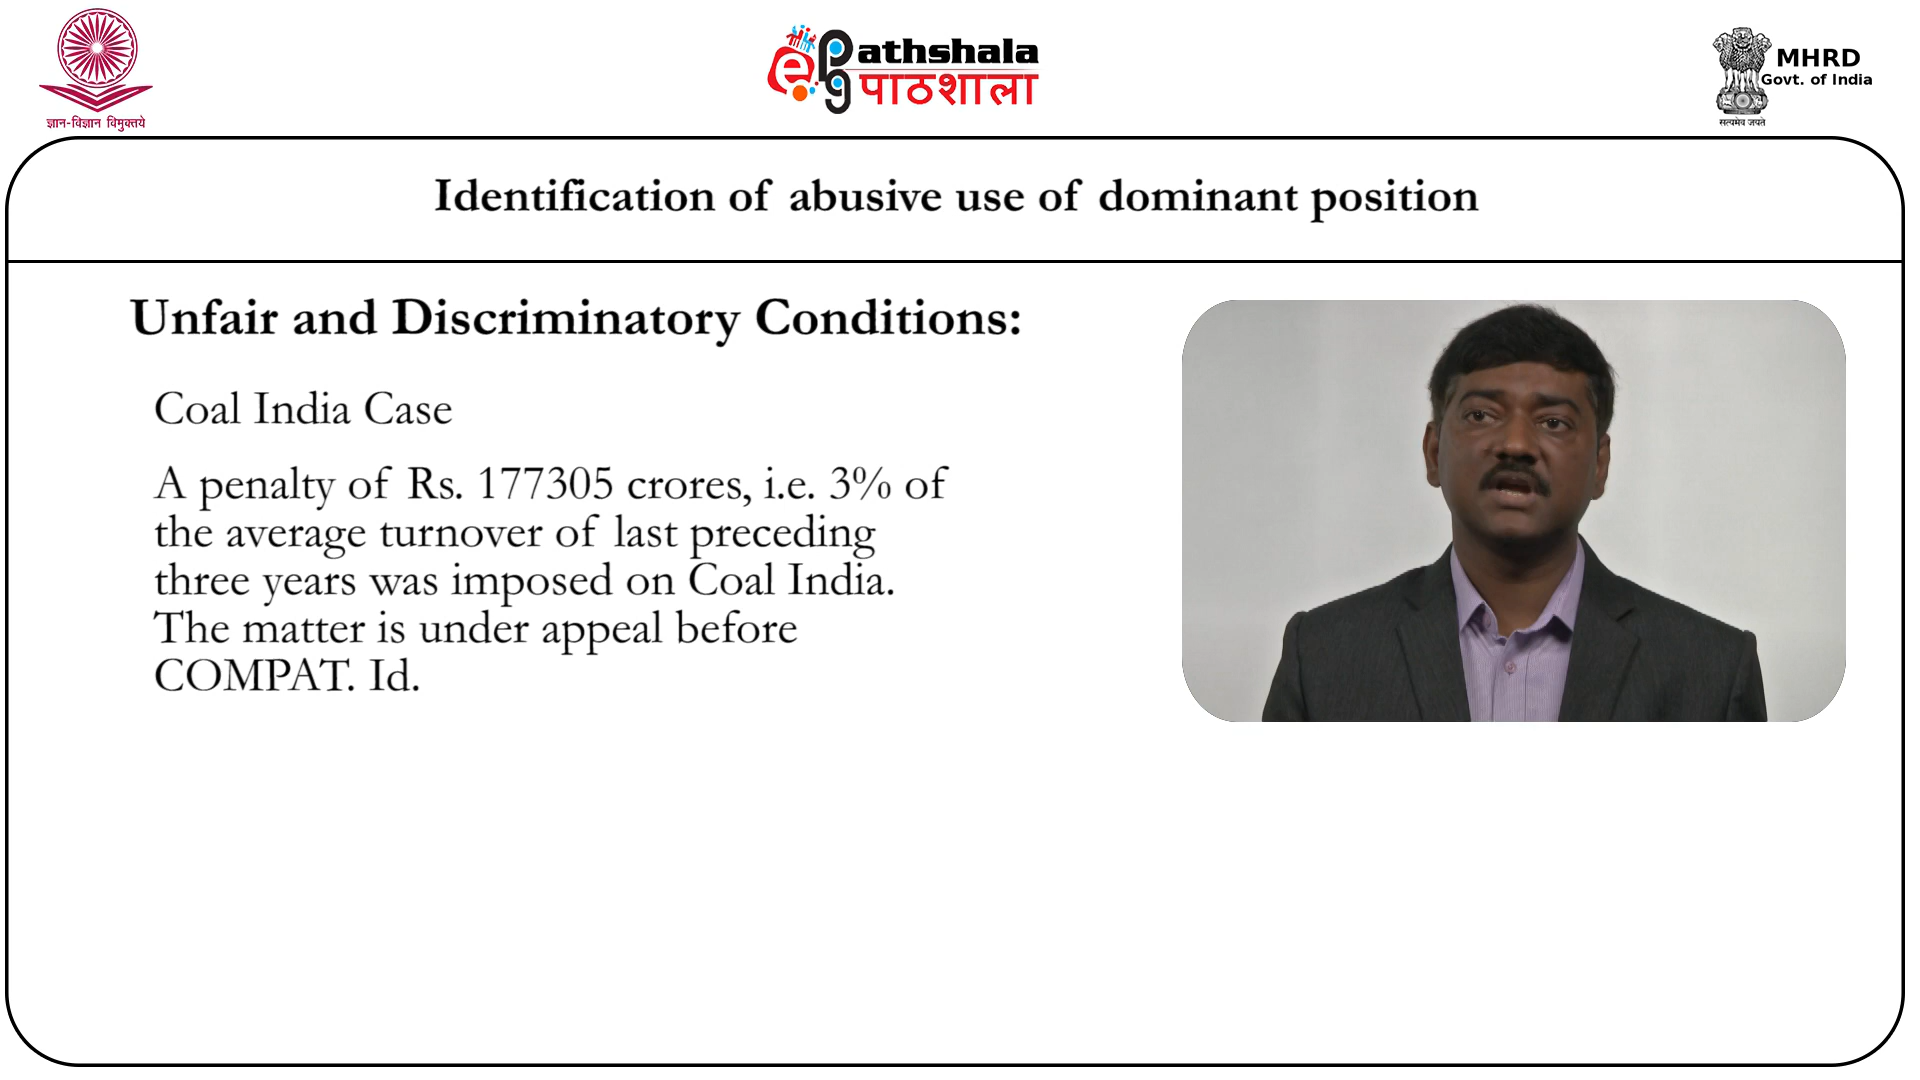 ज्ञान-विज्ञान विमुक्तये
e pg athshala
पाठशाला
MHRD
Govt. of India
सत्यमेव जयते
Identification of abusive use of dominant position
Unfair and Discriminatory Conditions:
Coal India Case
A penalty of Rs. 177305 crores, i.e. 3% of
the average turnover of last preceding
three years was imposed on Coal India.
The matter is under appeal before
COMPAT. Id.